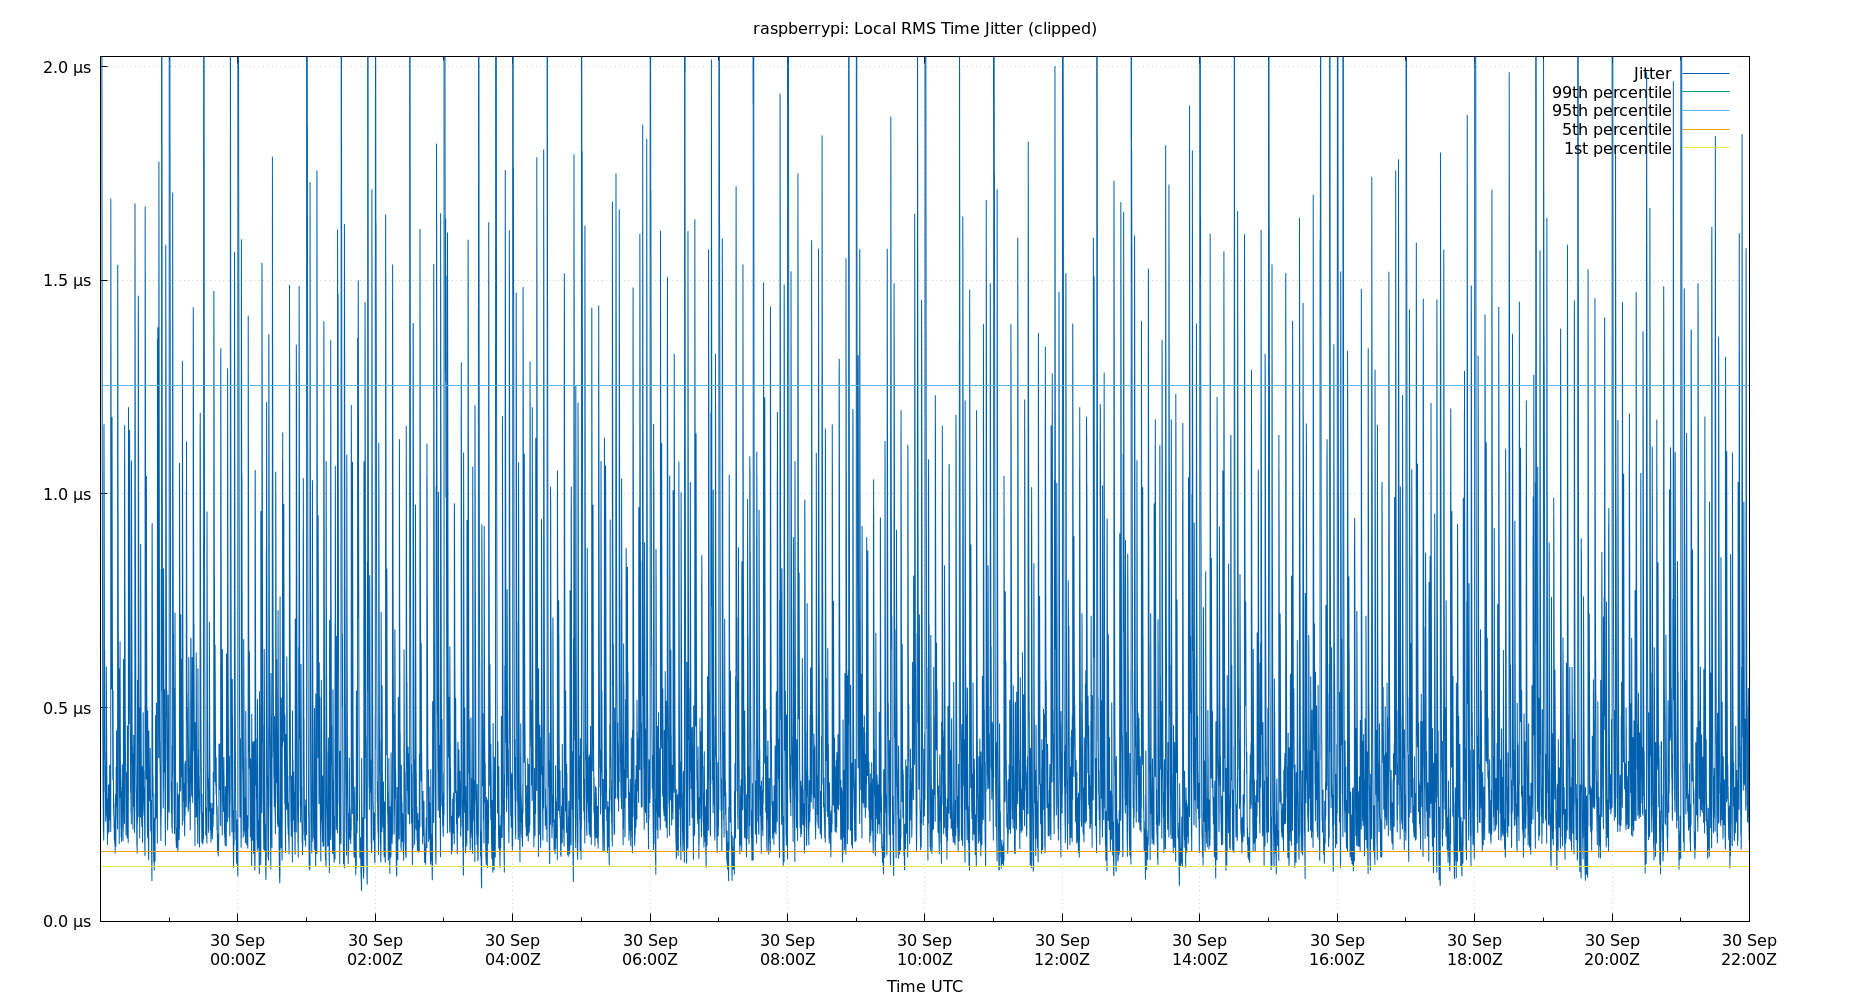 raspberrypi: Local RMS Time Jitter (clipped)
2.0 µs
1.5 µs
1.0 µs
0.5 µs
0.0 µs
Jitter
99th percentile
95th percentile
5th percentile
1st percentile
30 Sep 30 Sep 30 Sep 30 Sep 30 Sep 30 Sep 30 Sep 30 Sep 30 Sep 30 Sep 30 Sep 30 Sep
00:00Z 02:00Z 04:00Z 06:00Z 08:00Z 10:00Z 12:00Z 14:00Z 16:00Z 18:00Z 20:00Z 22:00Z
Time UTC